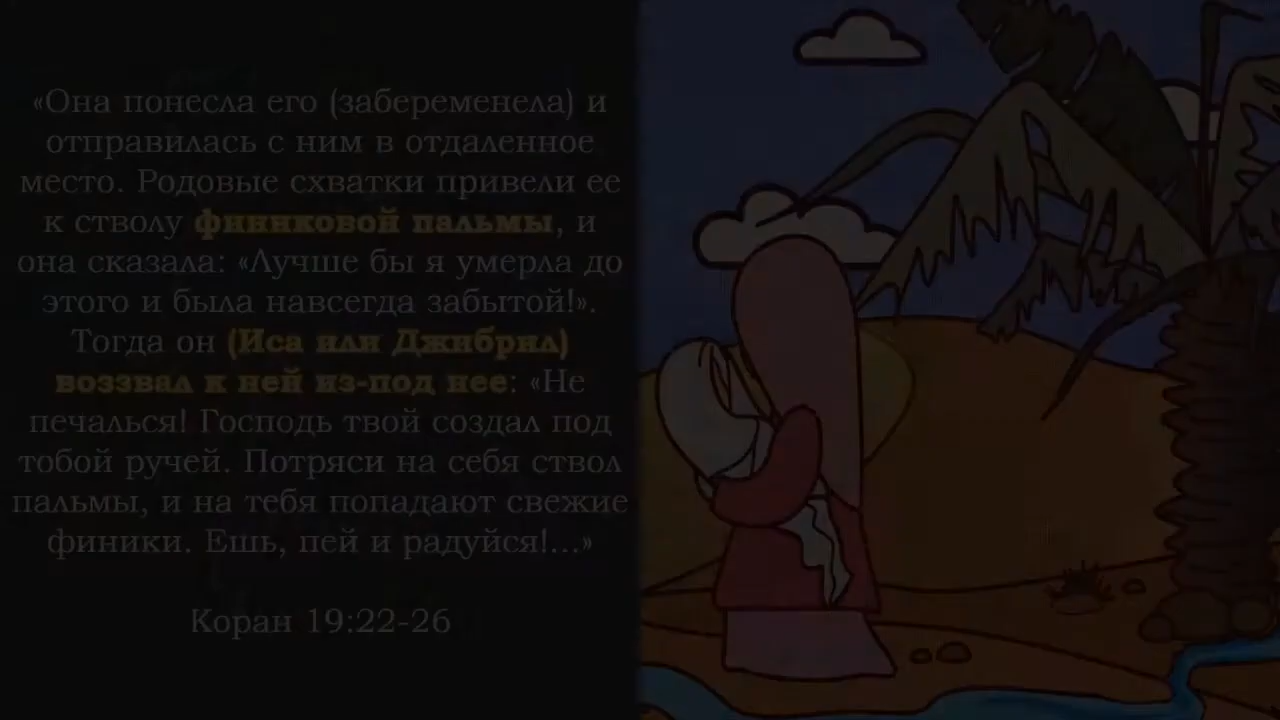 «Она понесла его (забеременела) и
отправилась с ним в отдаленное
место. Родовые схватки привели ее
к стволу финиковой пальмы, и
она сказала: «Лучше бы я умерла до
этого и была навсегда забытой!».
Тогда он (Иса или Джибрил)
воззвал к ней из-под нее: «Не
печалься! Господь твой создал под
тобой ручей. Потряси на себя ствол
пальмы, и на тебя попадают свежие
финики. Ешь, пей и радуйся!...»
Коран 19:22-26